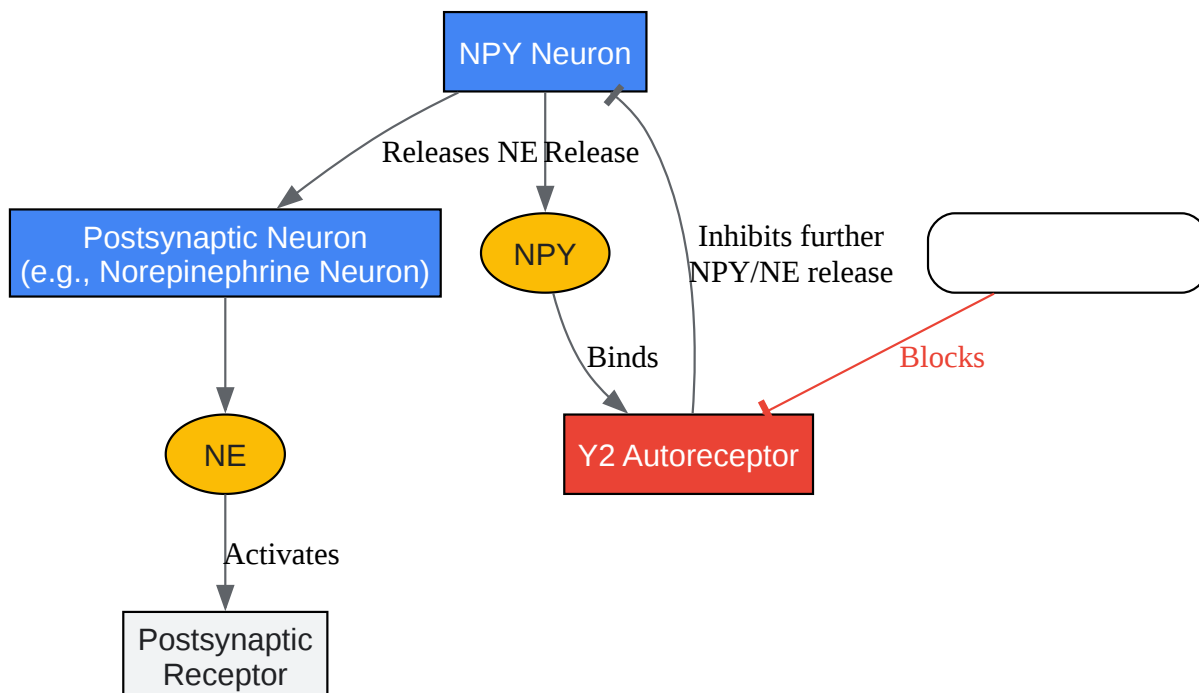 NPY Neuron
Releases NE
Release
Postsynaptic Neuron
(e.g., Norepinephrine Neuron)
NPY
Inhibits further
NPY/NE release
Binds
Blocks
NE
Y2 Autoreceptor
Activates
Postsynaptic
Receptor